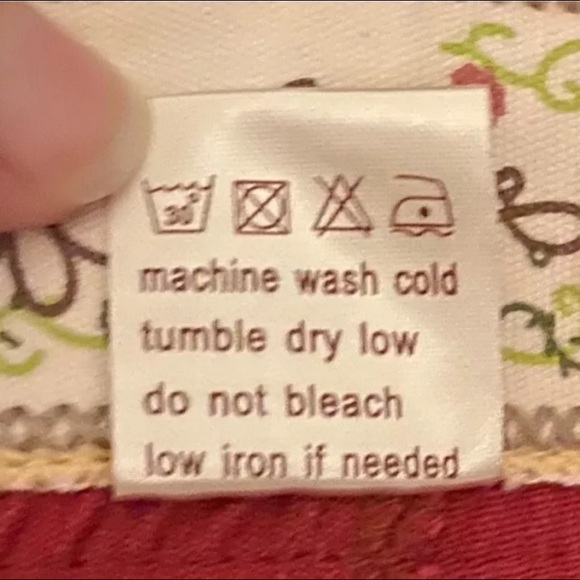 30°
machine wash cold
tumble dry low
do not bleach
low iron if needed